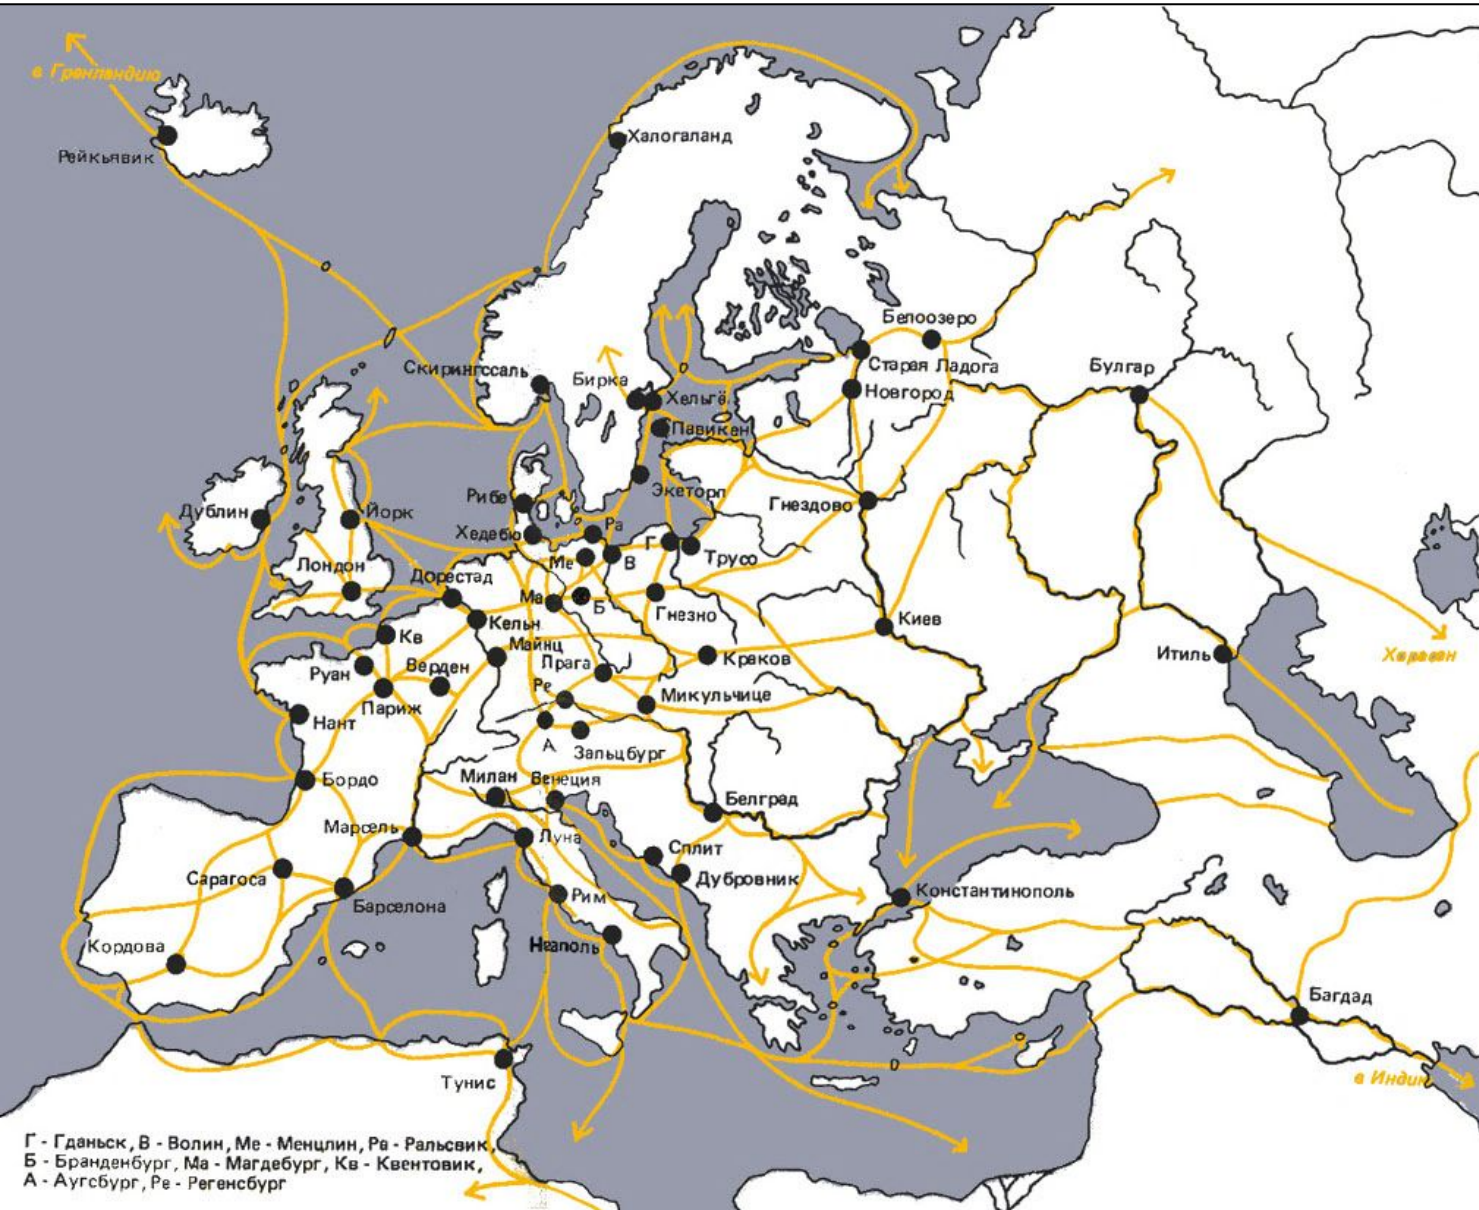 в Гренландию
Рейкьявик
Халогаланд
Белоозеро
Старая Ладога
Новгород
Булгар
Скирингссаль
Бирка
Хельгё
Павикен
Экеторп
Гнездово
Рибе
Хедебю
Ра
Ме
В
Г
Трусо
Дублин
Йорк
Лондон
Дорестад
Ма
Б
Гнезно
Киев
Кельн
Кв
Майнц
Прага
Краков
Итиль
Хорасан
Руан
Верден
Ре
Микульчице
Париж
Нант
А
Зальцбург
Бордо
Милан
Венеция
Белград
Марсель
Луна
Сплит
Дубровник
Сарагоса
Барселона
Рим
Константинополь
Кордова
Неаполь
Багдад
Тунис
в Индию
Г - Гданьск, В - Волин, Ме - Менцлин, Ра - Ральсвик,
Б - Бранденбург, Ма - Магдебург, Кв - Квентовик,
А - Аугсбург, Ре - Регенсбург